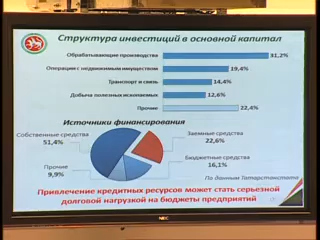 Структура инвестиций в основной капитал
Обрабатывающие производства
31,2%
Операции с недвижимым имуществом
19,4%
Транспорт и связь
14,4%
Добыча полезных ископаемых
12,6%
Прочие
22,4%
Источники финансирования
Собственные средства
51,4%
Заемные средства
22,6%
Бюджетные средства
16,1%
Прочие
9,9%
По данным Татарстанстата
Привлечение кредитных ресурсов может стать серьезной
долговой нагрузкой на бюджеты предприятий
NEC